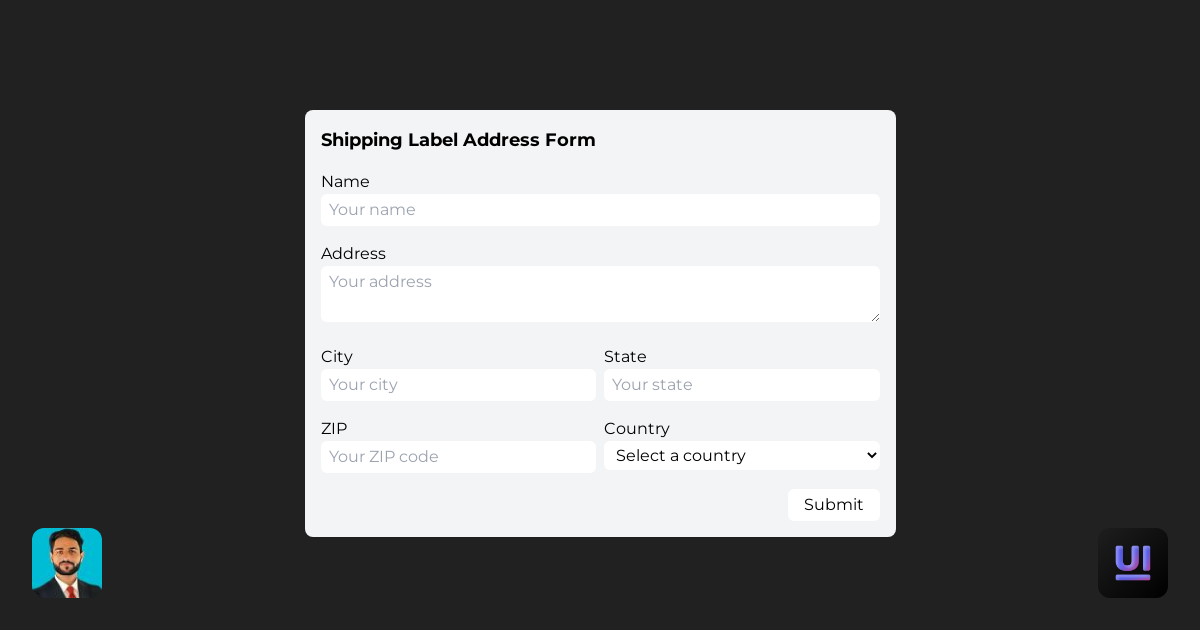 Shipping Label Address Form
Name
Your name
Address
Your address
City State
Your city Your state
ZIP Country
Your ZIP code Select a country
Submit
UI